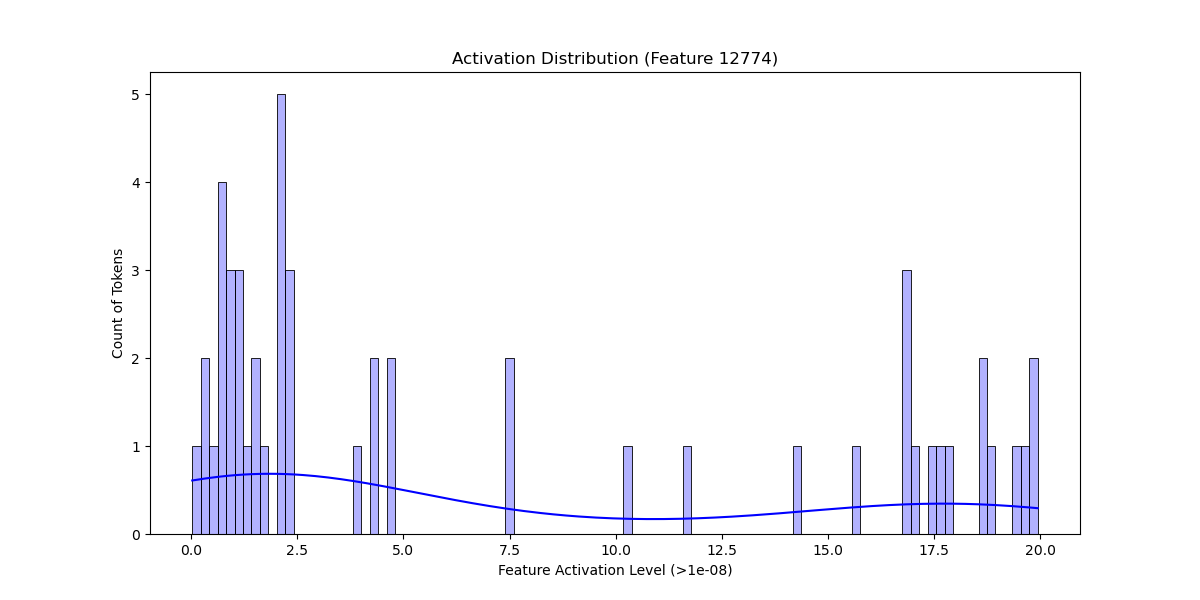 Activation Distribution (Feature 12774)
Count of Tokens
5
4
3
2
1
0
0.0 2.5 5.0 7.5 10.0 12.5 15.0 17.5 20.0
Feature Activation Level (>1e-08)